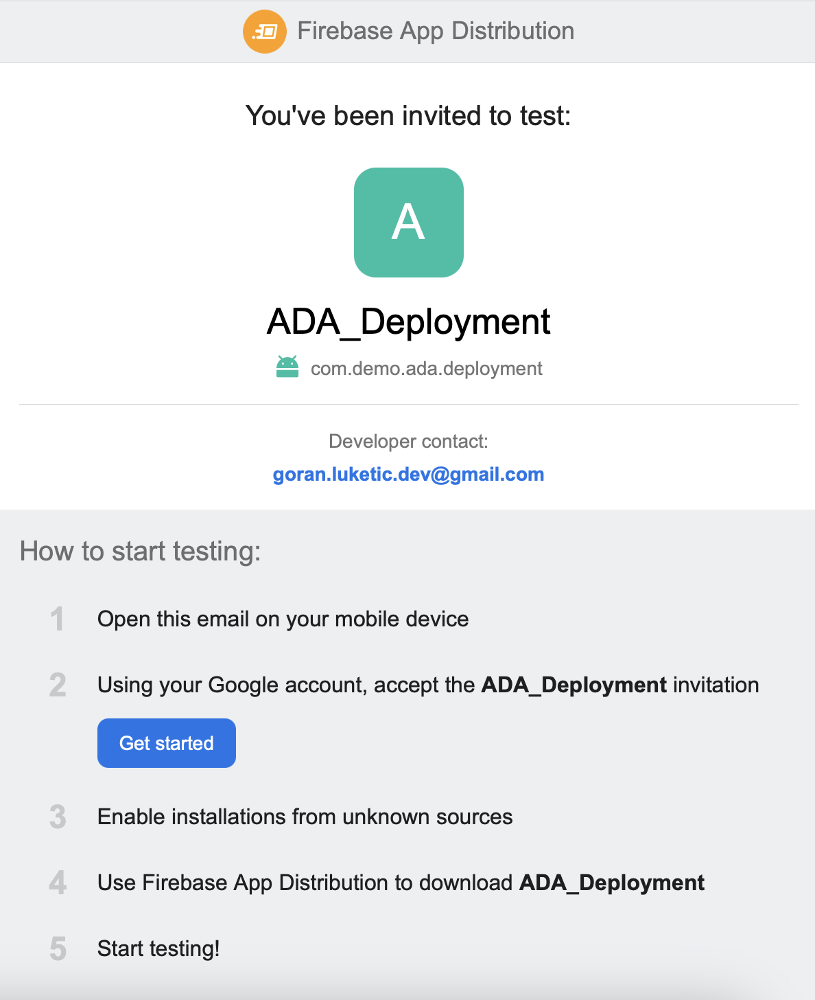 Firebase App Distribution
You've been invited to test:
A
ADA_Deployment
com.demo.ada.deployment
Developer contact:
goran.luketic.dev@gmail.com
How to start testing:
1 Open this email on your mobile device
2 Using your Google account, accept the ADA_Deployment invitation
Get started
3 Enable installations from unknown sources
4 Use Firebase App Distribution to download ADA_Deployment
5 Start testing!